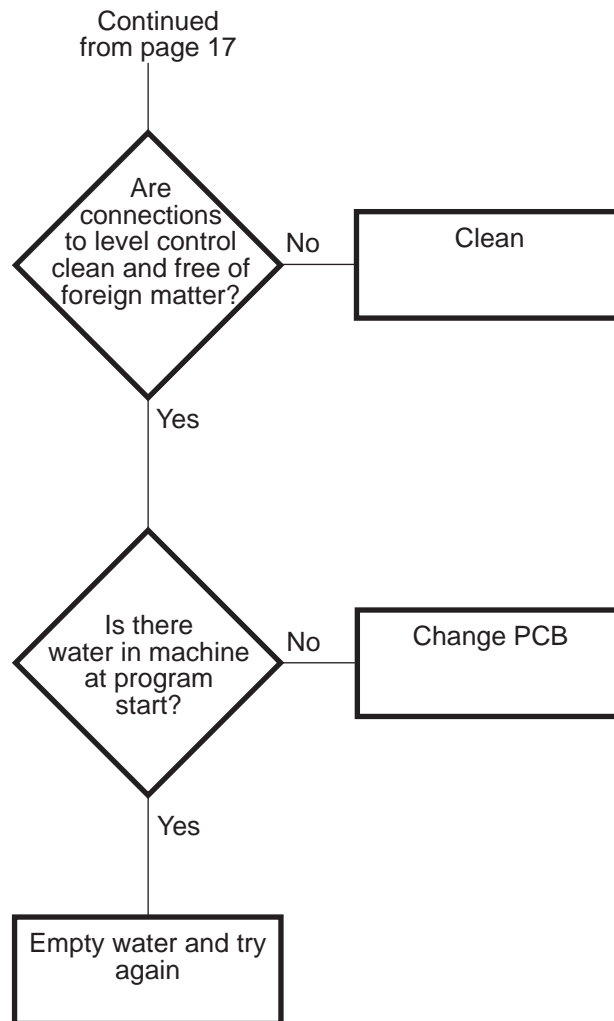 Continued
from page 17
Are
connections
to level control
clean and free of
foreign matter?
No
Clean
Yes
Is there
water in machine
at program
start?
No
Change PCB
Yes
Empty water and try
again